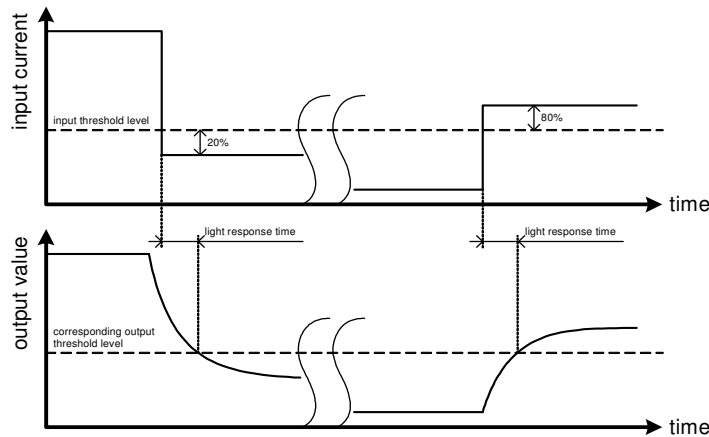 input current
input threshold level
20%
80%
time
light response time
light response time
output value
corresponding output
threshold level
time